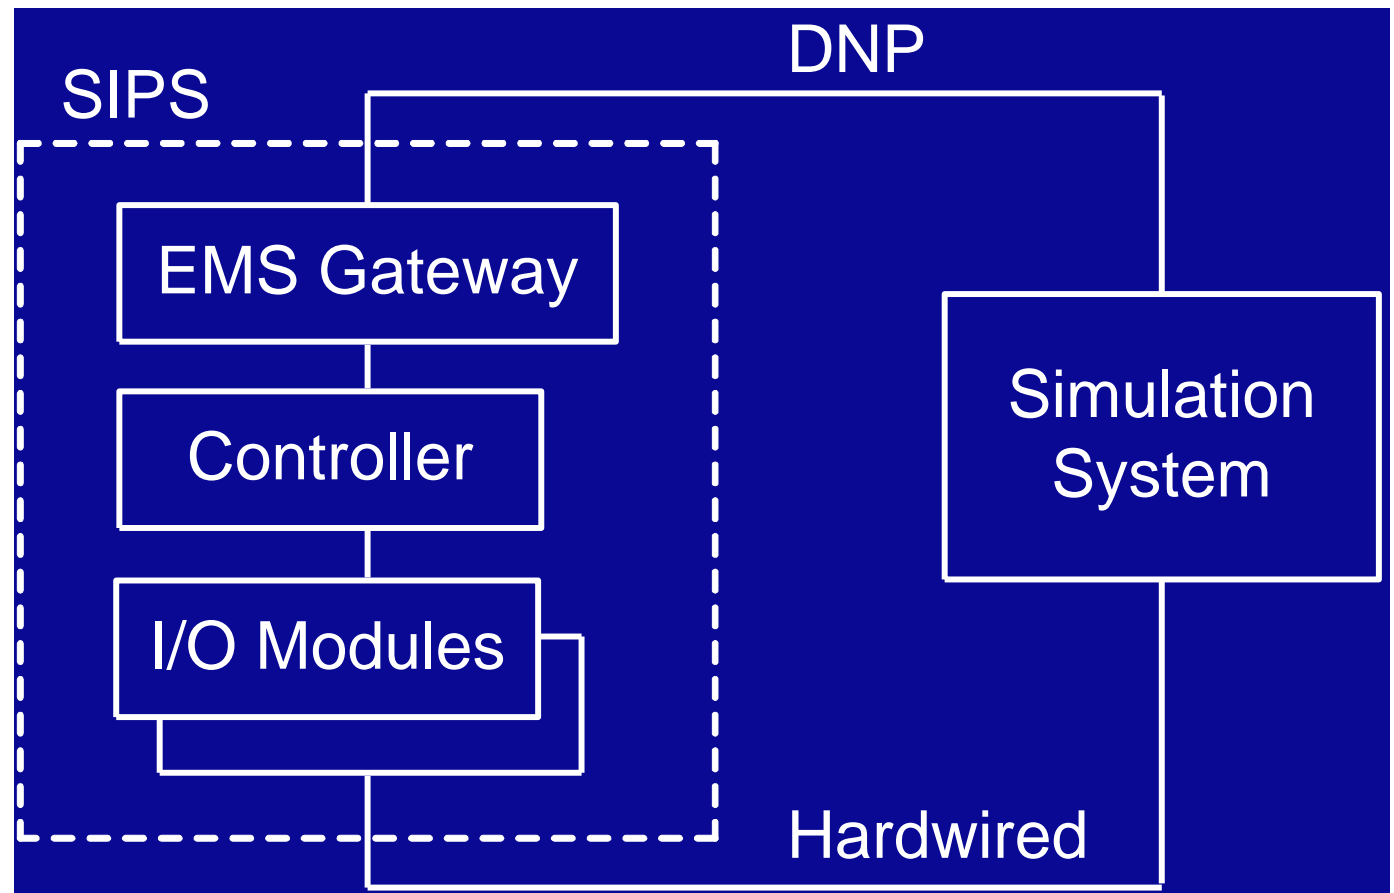 DNP
SIPS
EMS Gateway
Controller
I/O Modules
Simulation
System
Hardwired